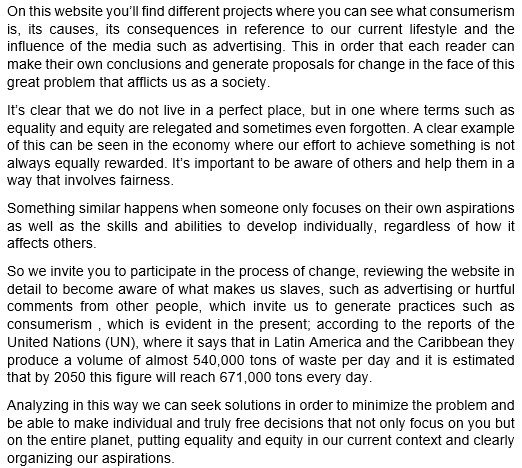 On this website you'll find different projects where you can see what consumerism
is, its causes, its consequences in reference to our current lifestyle and the
influence of the media such as advertising. This in order that each reader can
make their own conclusions and generate proposals for change in the face of this
great problem that afflicts us as a society.
It's clear that we do not live in a perfect place, but in one where terms such as
equality and equity are relegated and sometimes even forgotten. A clear example
of this can be seen in the economy where our effort to achieve something is not
always equally rewarded. It's important to be aware of others and help them in a
way that involves fairness.
Something similar happens when someone only focuses on their own aspirations
as well as the skills and abilities to develop individually, regardless of how it
affects others.
So we invite you to participate in the process of change, reviewing the website in
detail to become aware of what makes us slaves, such as advertising or hurtful
comments from other people, which invite us to generate practices such as
consumerism , which is evident in the present; according to the reports of the
United Nations (UN), where it says that in Latin America and the Caribbean they
produce a volume of almost 540,000 tons of waste per day and it is estimated
that by 2050 this figure will reach 671,000 tons every day.
Analyzing in this way we can seek solutions in order to minimize the problem and
be able to make individual and truly free decisions that not only focus on you but
on the entire planet, putting equality and equity in our current context and clearly
organizing our aspirations.